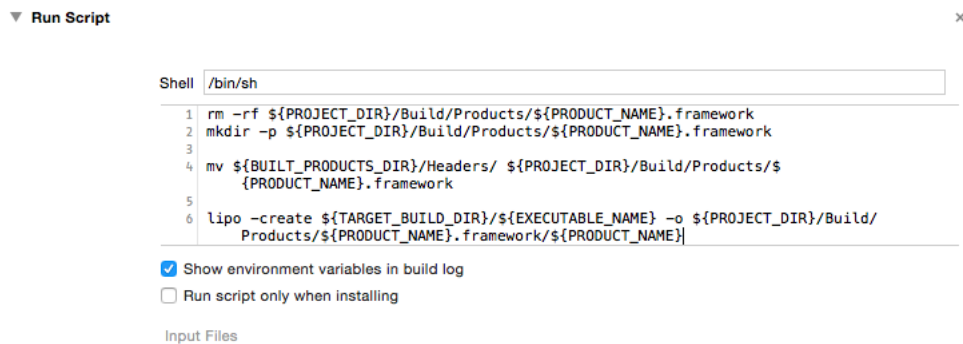 ▼ Run Script ×
Shell /bin/sh
1 rm -rf ${PROJECT_DIR}/Build/Products/${PRODUCT_NAME}.framework
2 mkdir -p ${PROJECT_DIR}/Build/Products/${PRODUCT_NAME}.framework
3
4 mv ${BUILT_PRODUCTS_DIR}/Headers/ ${PROJECT_DIR}/Build/Products/$
{PRODUCT_NAME}.framework
5
6 lipo -create ${TARGET_BUILD_DIR}/${EXECUTABLE_NAME} -o ${PROJECT_DIR}/Build/
Products/${PRODUCT_NAME}.framework/${PRODUCT_NAME}
Show environment variables in build log
Run script only when installing
Input Files